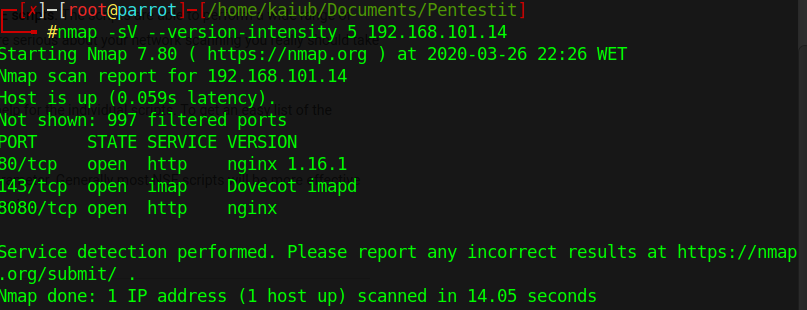 ┌─[✗]─[root@parrot]─[/home/kaiub/Documents/Pentestit]
└──╼ #nmap -sV --version-intensity 5 192.168.101.14
Starting Nmap 7.80 ( https://nmap.org ) at 2020-03-26 22:26 WET
Nmap scan report for 192.168.101.14
Host is up (0.059s latency).
Not shown: 997 filtered ports
PORT     STATE SERVICE VERSION
80/tcp   open  http    nginx 1.16.1
143/tcp  open  imap    Dovecot imapd
8080/tcp open  http    nginx
Service detection performed. Please report any incorrect results at https://nmap
.org/submit/ .
Nmap done: 1 IP address (1 host up) scanned in 14.05 seconds